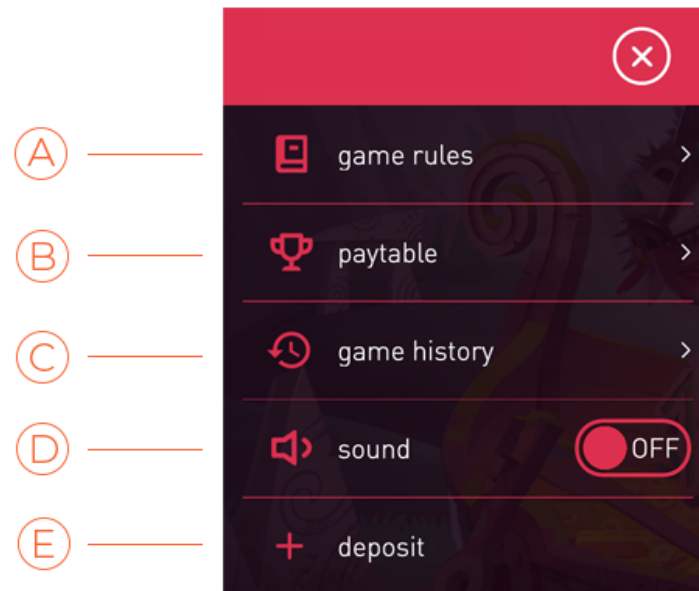 A game rules
B paytable
C game history
D sound OFF
E deposit